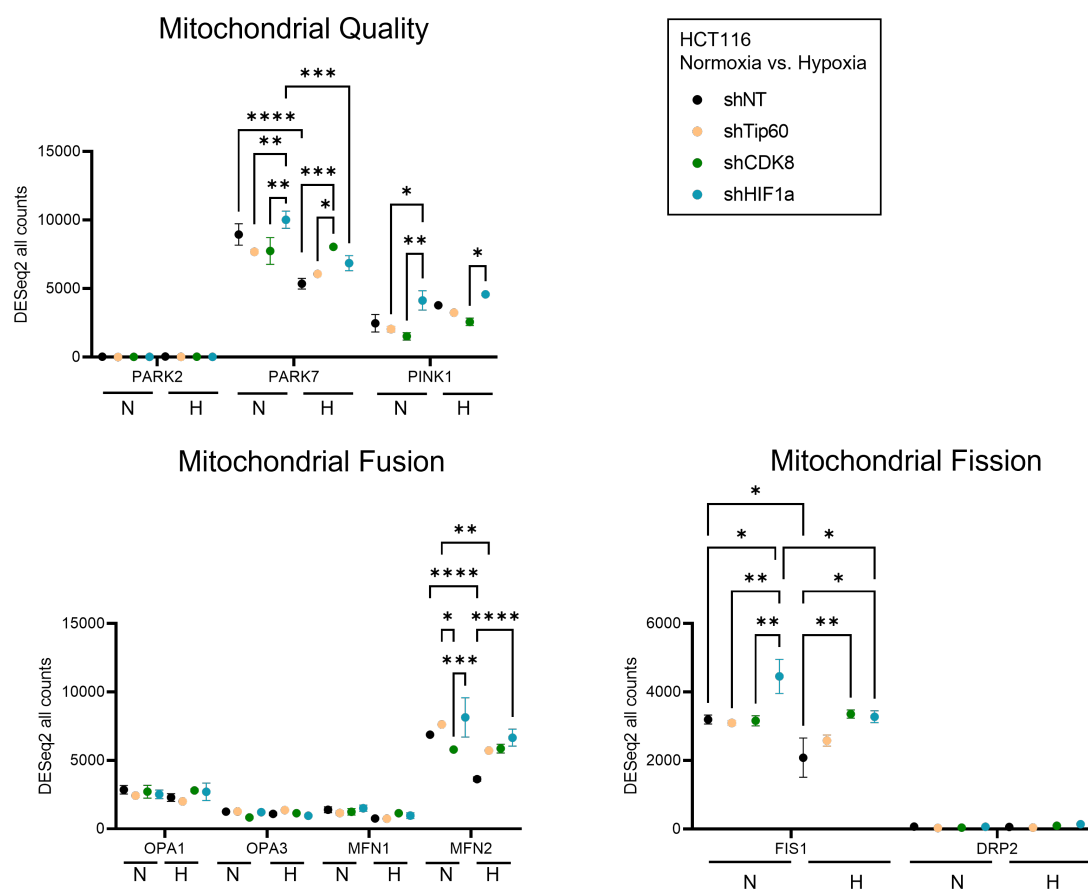 Mitochondrial Quality
HCT116
Normoxia vs. Hypoxia
shNT
shTip60
shCDK8
shHIF1a
DESeq2 all counts
15000
10000
5000
0
***
****
**
***
**
*
*
**
*
PARK2
PARK7
PINK1
N
H
N
H
N
H
Mitochondrial Fusion
DESeq2 all counts
15000
10000
5000
0
**
****
*
****
***
OPA1
OPA3
MFN1
MFN2
N
H
N
H
N
H
N
H
Mitochondrial Fission
DESeq2 all counts
6000
4000
2000
0
*
*
*
**
*
**
**
FIS1
DRP2
N
H
N
H